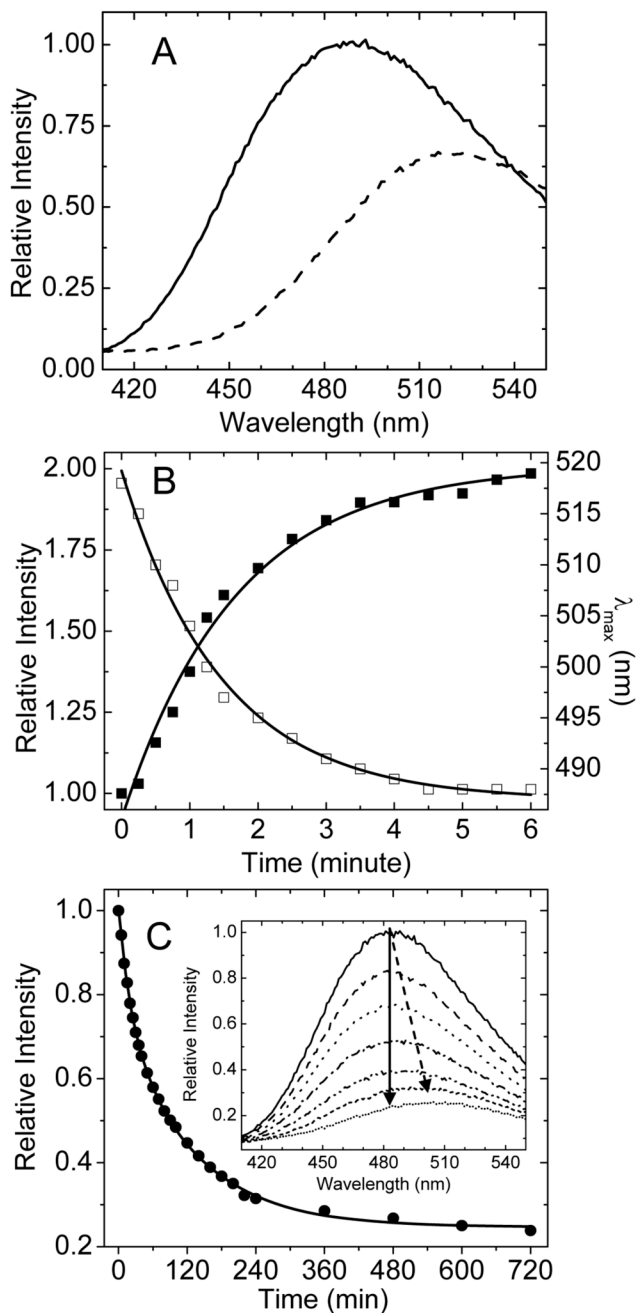 A
1.00
0.75
0.50
0.25
0.00
Relative Intensity
420 450 480 510 540
Wavelength (nm)
B
2.00
1.75
1.50
1.25
1.00
Relative Intensity
520
515
510
505
500
495
490
λmax (nm)
0 1 2 3 4 5 6
Time (minute)
C
1.0
0.8
0.6
0.4
0.2
Relative Intensity
0 120 240 360 480 600 720
Time (min)
1.0
0.8
0.6
0.4
0.2
Relative Intensity
420 450 480 510 540
Wavelength (nm)